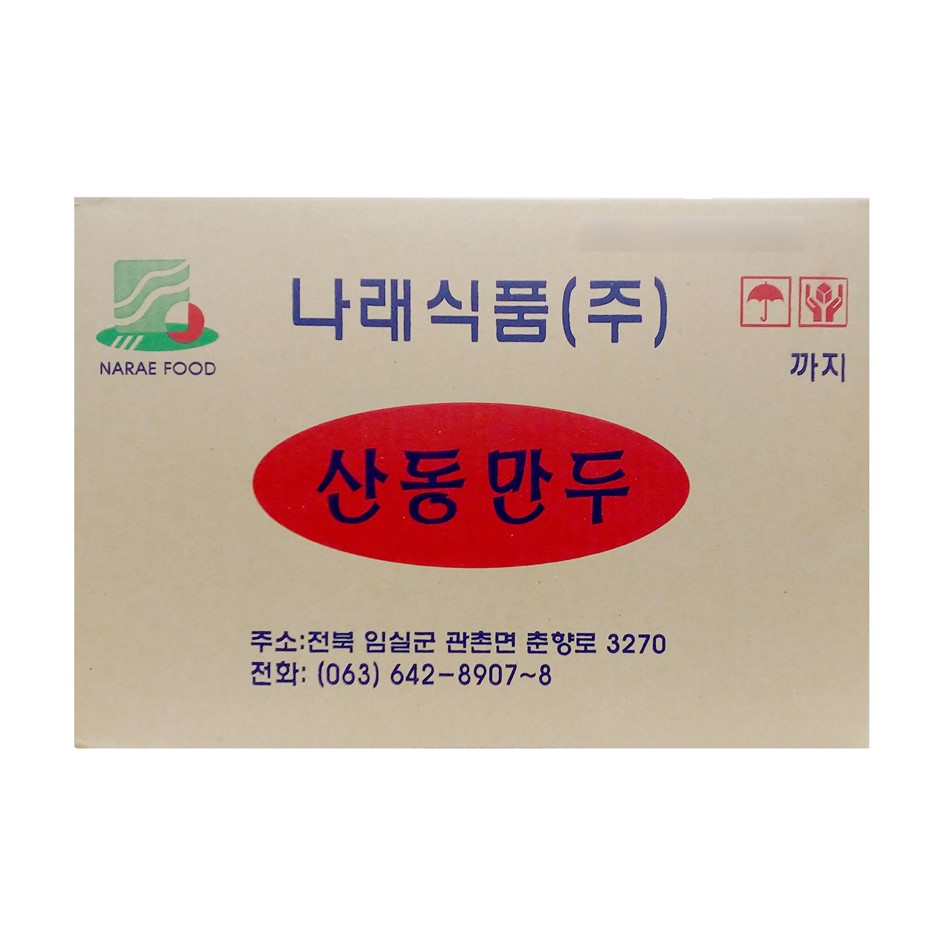 나래식품(주)
NARAE FOOD
까지
산동만두
주소:전북 임실군 관촌면 춘향로 3270
전화: (063) 642-8907~8